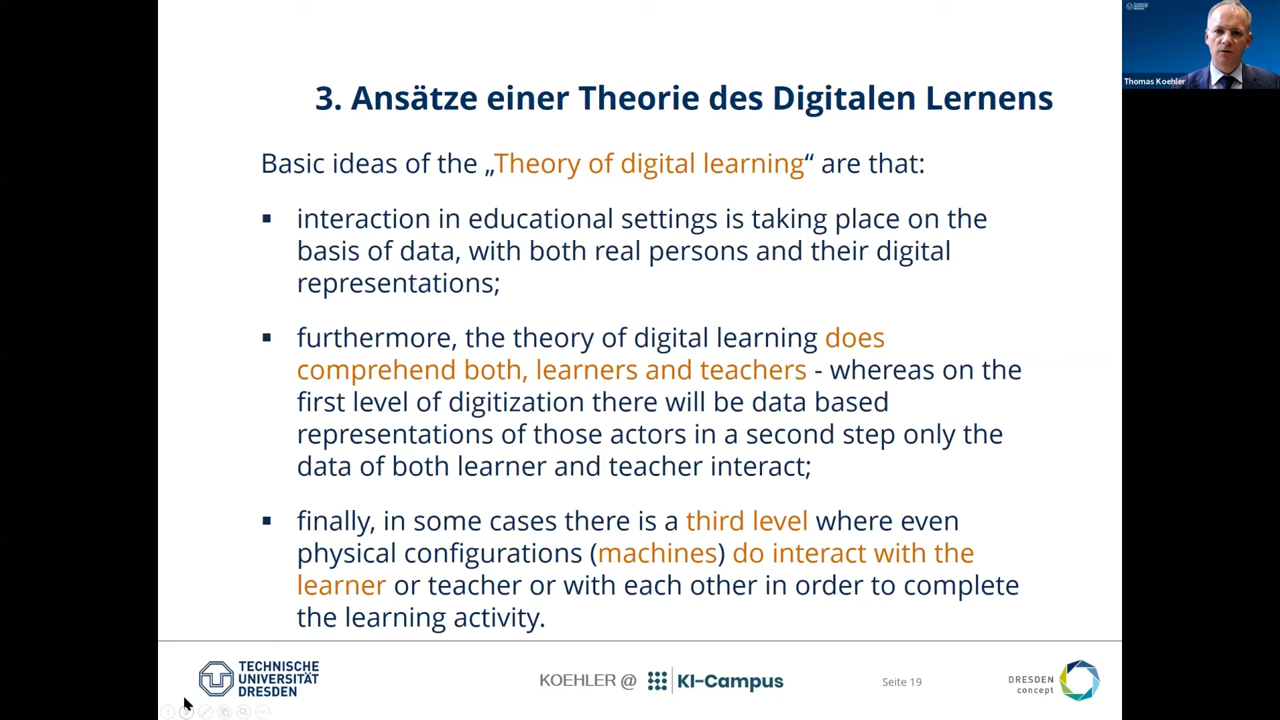 3. Ansätze einer Theorie des Digitalen Lernens
Basic ideas of the „Theory of digital learning“ are that:
▪ interaction in educational settings is taking place on the
basis of data, with both real persons and their digital
representations;
▪ furthermore, the theory of digital learning does
comprehend both, learners and teachers - whereas on the
first level of digitization there will be data based
representations of those actors in a second step only the
data of both learner and teacher interact;
▪ finally, in some cases there is a third level where even
physical configurations (machines) do interact with the
learner or teacher or with each other in order to complete
the learning activity.
TECHNISCHE
UNIVERSITÄT
DRESDEN
KOEHLER @ KI-Campus
Seite 19
DRESDEN
concept
TECHNISCHE
UNIVERSITÄT
DRESDEN
Thomas Koehler